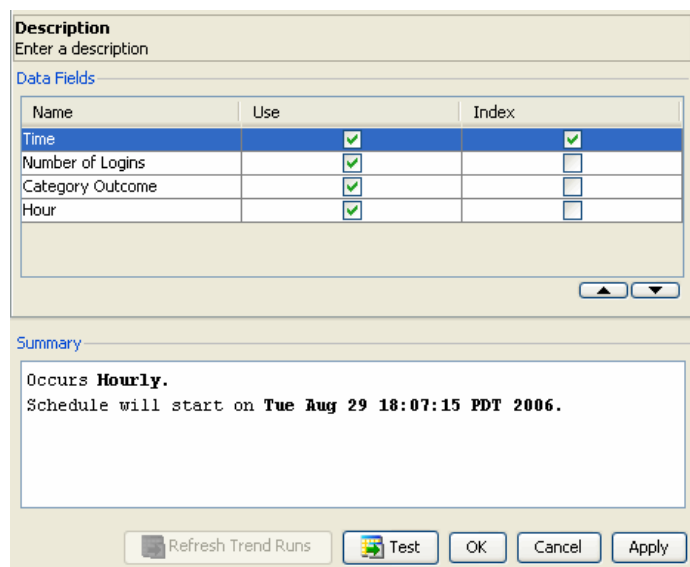 Description
Enter a description
Data Fields
Name Use Index
Time
Number of Logins
Category Outcome
Hour
Summary
Occurs Hourly.
Schedule will start on Tue Aug 29 18:07:15 PDT 2006.
Refresh Trend Runs Test OK Cancel Apply